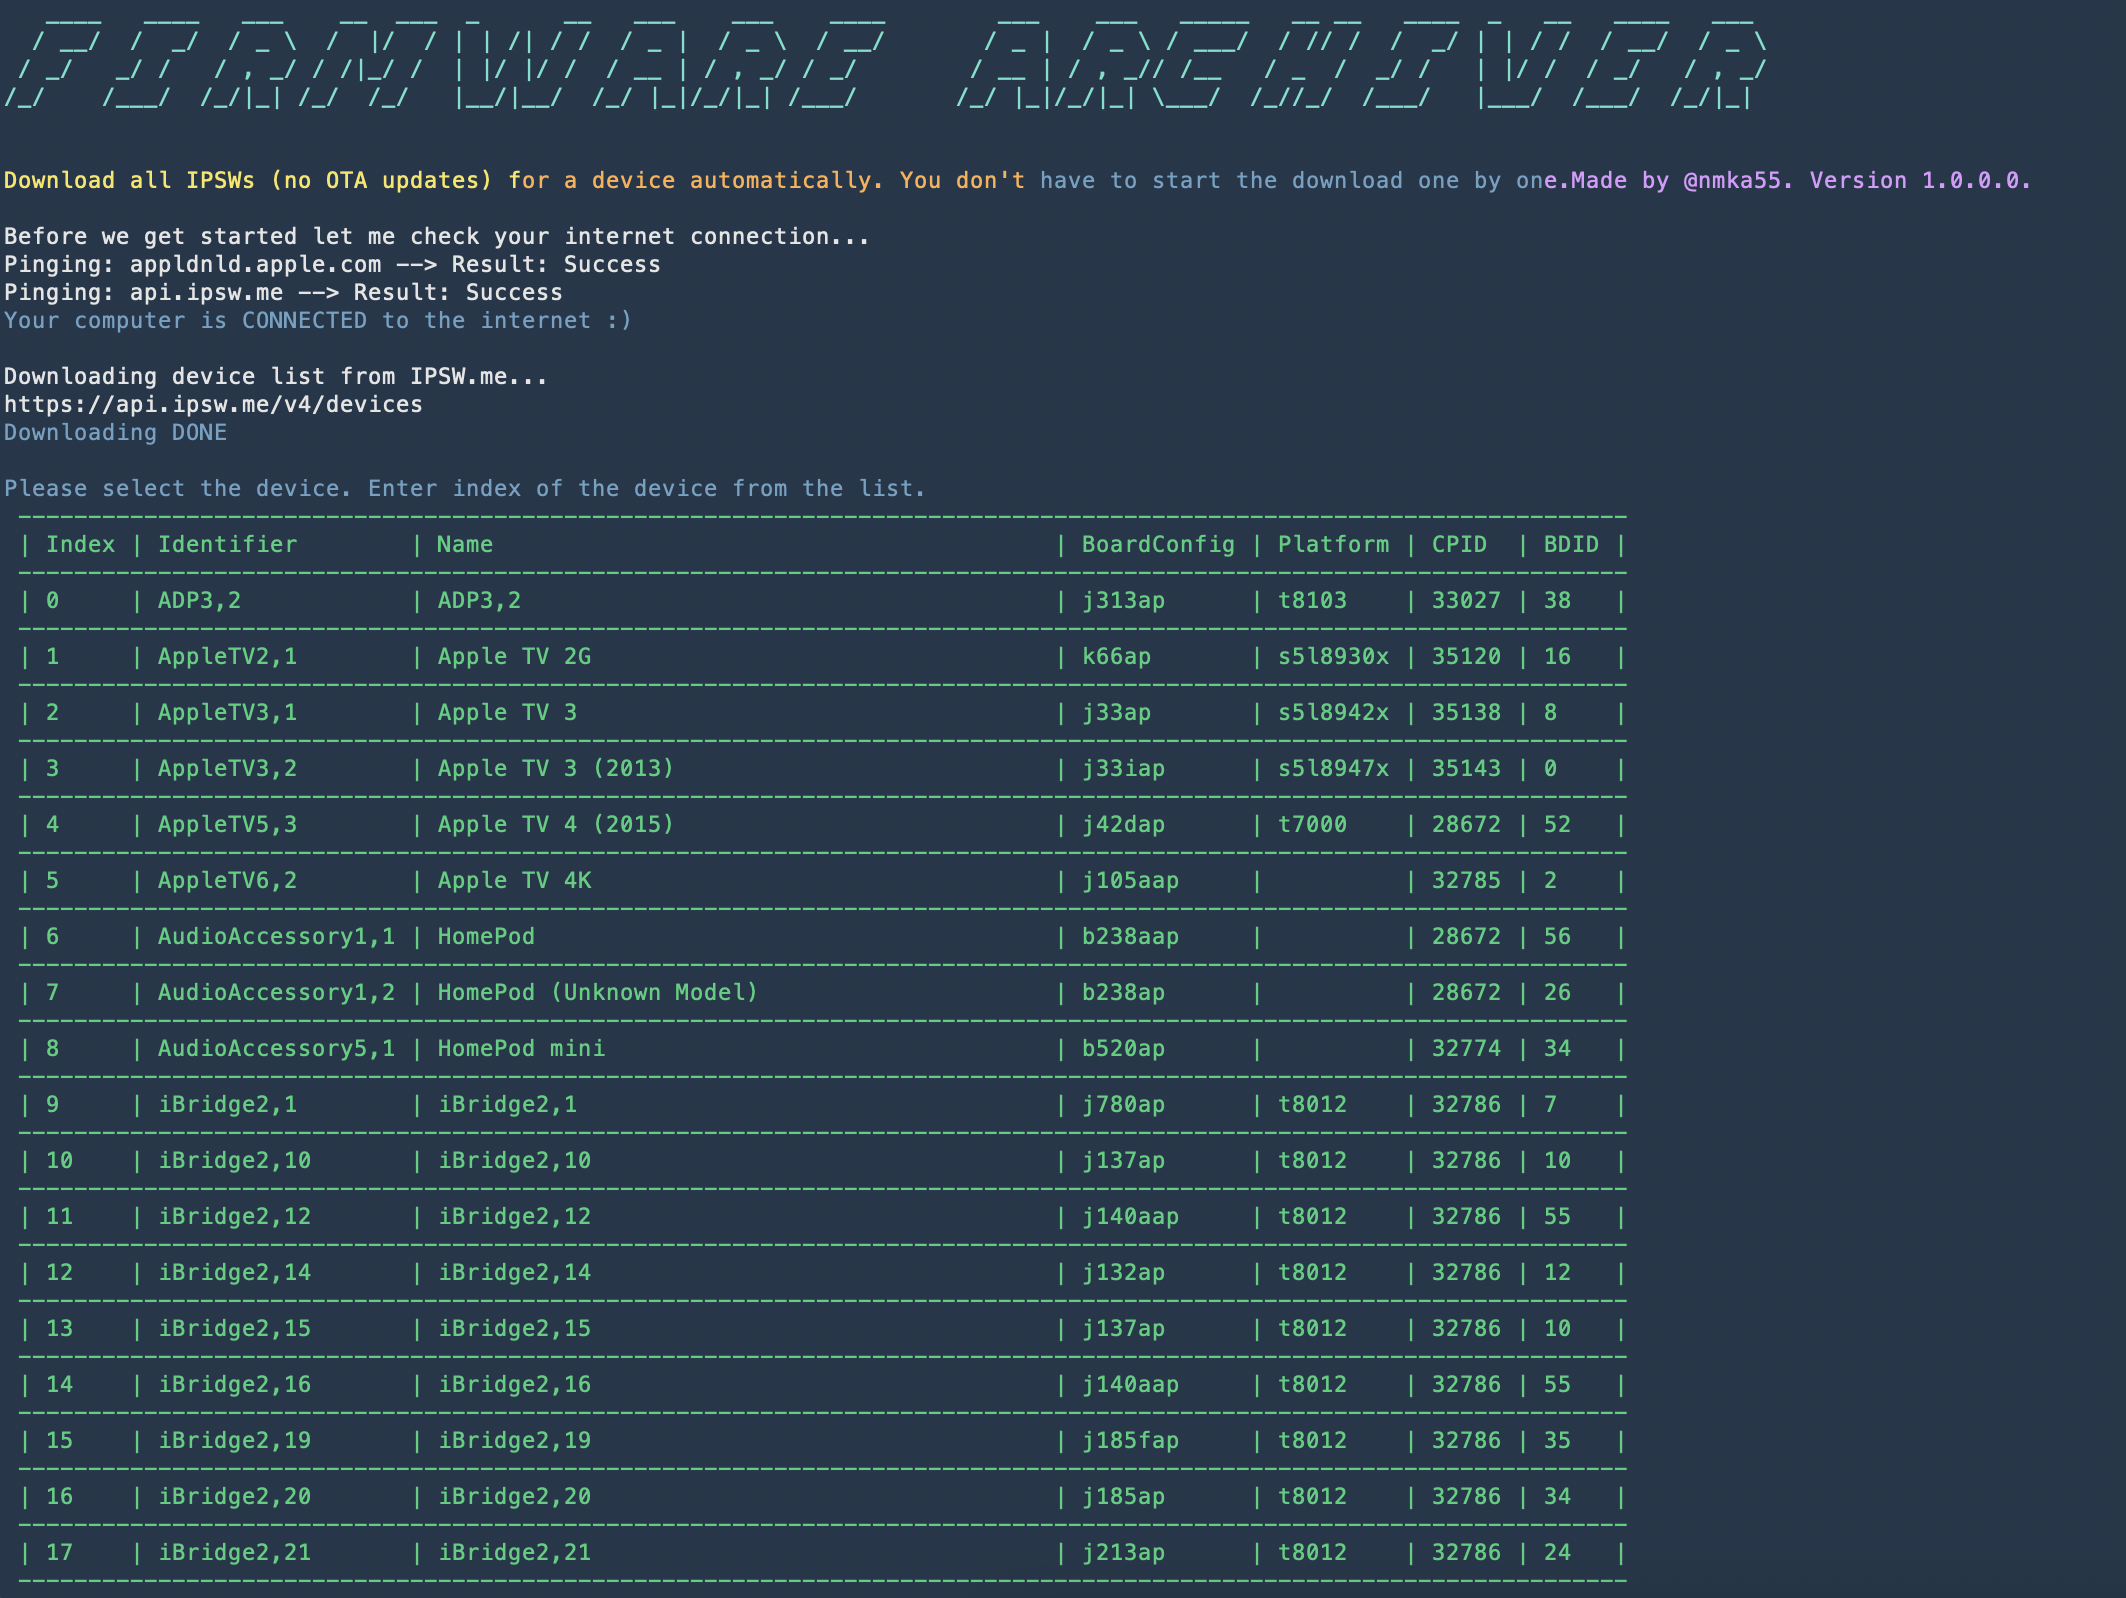 FIRMWARE ARCHIVER
Download all IPSWs (no OTA updates) for a device automatically. You don't have to start the download one by one.Made by @nmka55. Version 1.0.0.0.
Before we get started let me check your internet connection...
Pinging: appldnld.apple.com --> Result: Success
Pinging: api.ipsw.me --> Result: Success
Your computer is CONNECTED to the internet :)
Downloading device list from IPSW.me...
https://api.ipsw.me/v4/devices
Downloading DONE
Please select the device. Enter index of the device from the list.
| Index | Identifier | Name | BoardConfig | Platform | CPID | BDID |
| 0 | ADP3,2 | ADP3,2 | j313ap | t8103 | 33027 | 38 |
| 1 | AppleTV2,1 | Apple TV 2G | k66ap | s5l8930x | 35120 | 16 |
| 2 | AppleTV3,1 | Apple TV 3 | j33ap | s5l8942x | 35138 | 8 |
| 3 | AppleTV3,2 | Apple TV 3 (2013) | j33iap | s5l8947x | 35143 | 0 |
| 4 | AppleTV5,3 | Apple TV 4 (2015) | j42dap | t7000 | 28672 | 52 |
| 5 | AppleTV6,2 | Apple TV 4K | j105aap | | 32785 | 2 |
| 6 | AudioAccessory1,1 | HomePod | b238aap | | 28672 | 56 |
| 7 | AudioAccessory1,2 | HomePod (Unknown Model) | b238ap | | 28672 | 26 |
| 8 | AudioAccessory5,1 | HomePod mini | b520ap | | 32774 | 34 |
| 9 | iBridge2,1 | iBridge2,1 | j780ap | t8012 | 32786 | 7 |
| 10 | iBridge2,10 | iBridge2,10 | j137ap | t8012 | 32786 | 10 |
| 11 | iBridge2,12 | iBridge2,12 | j140aap | t8012 | 32786 | 55 |
| 12 | iBridge2,14 | iBridge2,14 | j132ap | t8012 | 32786 | 12 |
| 13 | iBridge2,15 | iBridge2,15 | j137ap | t8012 | 32786 | 10 |
| 14 | iBridge2,16 | iBridge2,16 | j140aap | t8012 | 32786 | 55 |
| 15 | iBridge2,19 | iBridge2,19 | j185fap | t8012 | 32786 | 35 |
| 16 | iBridge2,20 | iBridge2,20 | j185ap | t8012 | 32786 | 34 |
| 17 | iBridge2,21 | iBridge2,21 | j213ap | t8012 | 32786 | 24 |